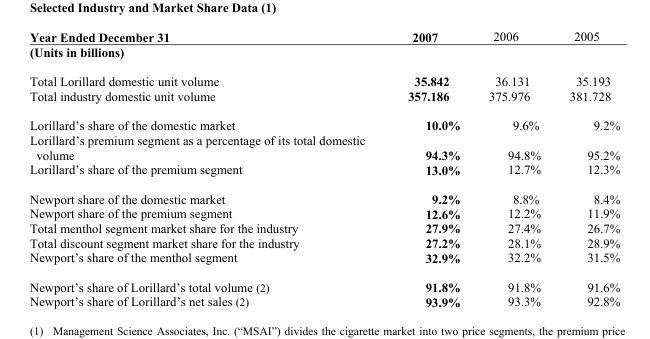 Selected Industry and Market Share Data (1)
Year Ended December 31 2007 2006 2005
(Units in billions)
Total Lorillard domestic unit volume 35.842 36.131 35.193
Total industry domestic unit volume 357.186 375.976 381.728
Lorillard's share of the domestic market 10.0% 9.6% 9.2%
Lorillard's premium segment as a percentage of its total domestic
volume 94.3% 94.8% 95.2%
Lorillard's share of the premium segment 13.0% 12.7% 12.3%
Newport share of the domestic market 9.2% 8.8% 8.4%
Newport share of the premium segment 12.6% 12.2% 11.9%
Total menthol segment market share for the industry 27.9% 27.4% 26.7%
Total discount segment market share for the industry 27.2% 28.1% 28.9%
Newport's share of the menthol segment 32.9% 32.2% 31.5%
Newport's share of Lorillard's total volume (2) 91.8% 91.8% 91.6%
Newport's share of Lorillard's net sales (2) 93.9% 93.3% 92.8%
(1) Management Science Associates, Inc. ("MSAI") divides the cigarette market into two price segments, the premium price